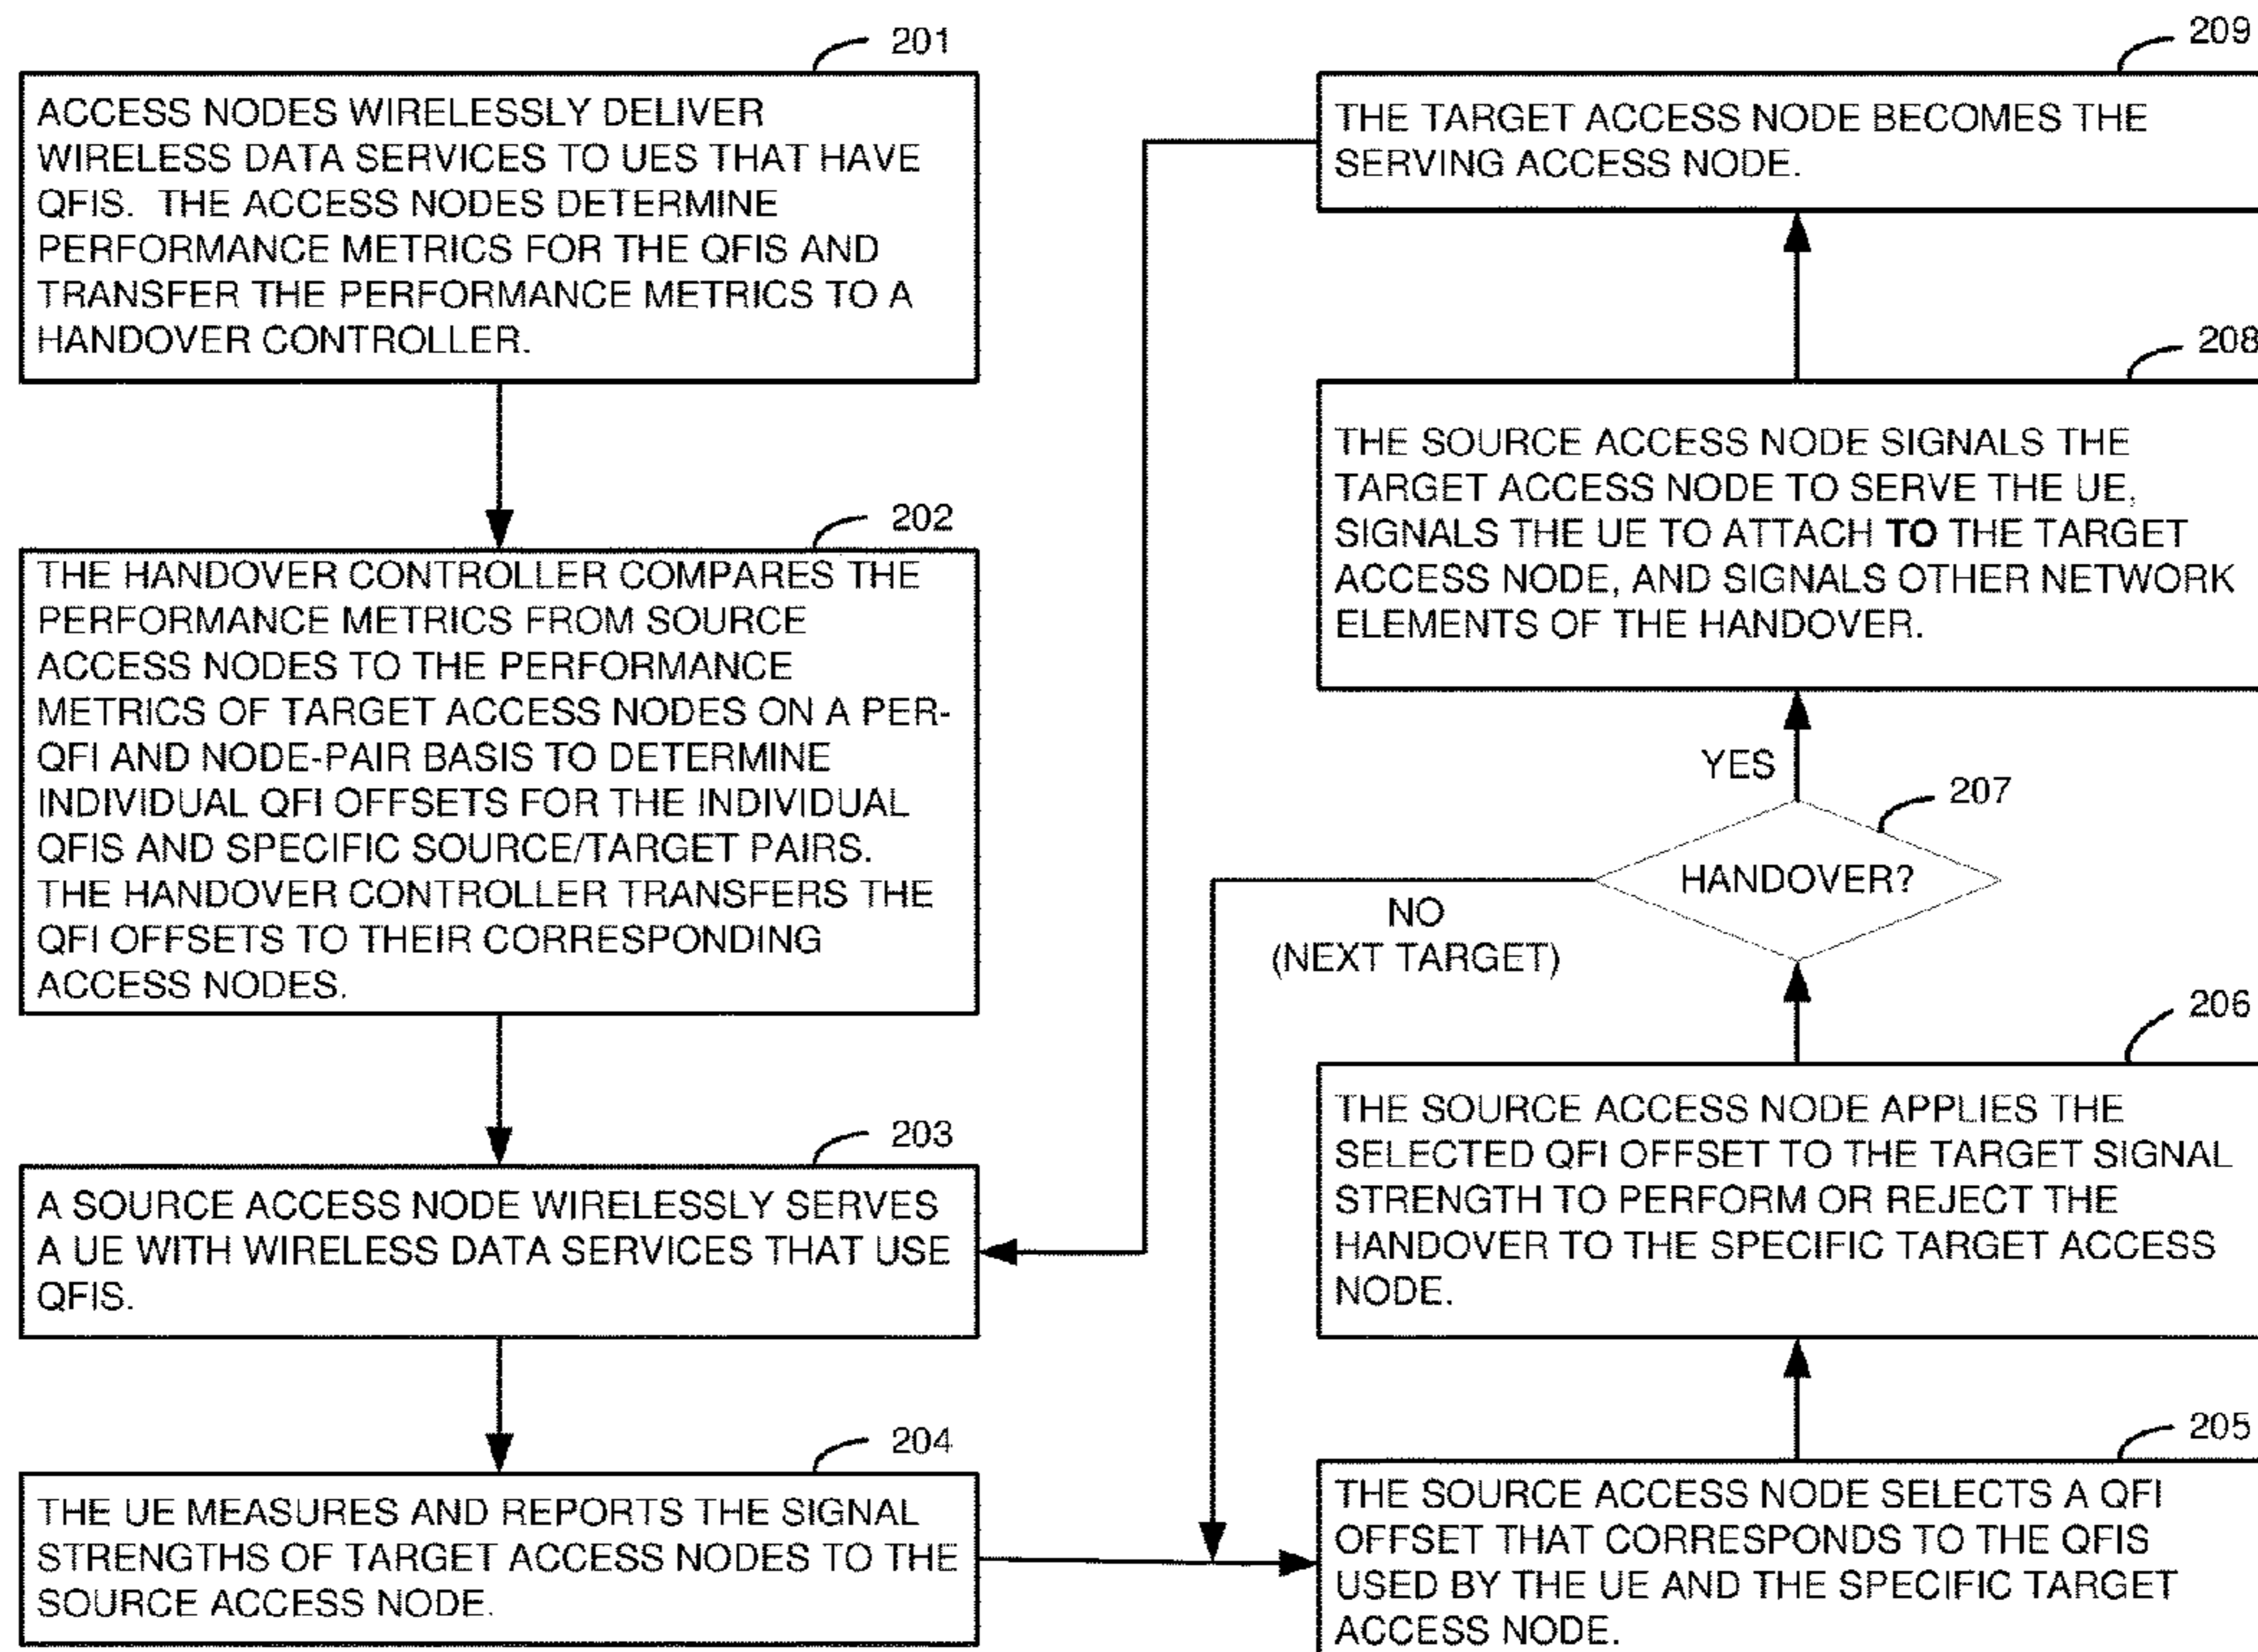 201
ACCESS NODES WIRELESSLY DELIVER
WIRELESS DATA SERVICES TO UES THAT HAVE
QFIS.  THE ACCESS NODES DETERMINE
PERFORMANCE METRICS FOR THE QFIS AND
TRANSFER THE PERFORMANCE METRICS TO A
HANDOVER CONTROLLER.
202
THE HANDOVER CONTROLLER COMPARES THE
PERFORMANCE METRICS FROM SOURCE
ACCESS NODES TO THE PERFORMANCE
METRICS OF TARGET ACCESS NODES ON A PER-
QFI AND NODE-PAIR BASIS TO DETERMINE
INDIVIDUAL QFI OFFSETS FOR THE INDIVIDUAL
QFIS AND SPECIFIC SOURCE/TARGET PAIRS.
THE HANDOVER CONTROLLER TRANSFERS THE
QFI OFFSETS TO THEIR CORRESPONDING
ACCESS NODES.
203
A SOURCE ACCESS NODE WIRELESSLY SERVES
A UE WITH WIRELESS DATA SERVICES THAT USE
QFIS.
204
THE UE MEASURES AND REPORTS THE SIGNAL
STRENGTHS OF TARGET ACCESS NODES TO THE
SOURCE ACCESS NODE.
205
THE SOURCE ACCESS NODE SELECTS A QFI
OFFSET THAT CORRESPONDS TO THE QFIS
USED BY THE UE AND THE SPECIFIC TARGET
ACCESS NODE.
206
THE SOURCE ACCESS NODE APPLIES THE
SELECTED QFI OFFSET TO THE TARGET SIGNAL
STRENGTH TO PERFORM OR REJECT THE
HANDOVER TO THE SPECIFIC TARGET ACCESS
NODE.
207
HANDOVER?
NO
(NEXT TARGET)
YES
208
THE SOURCE ACCESS NODE SIGNALS THE
TARGET ACCESS NODE TO SERVE THE UE,
SIGNALS THE UE TO ATTACH TO THE TARGET
ACCESS NODE, AND SIGNALS OTHER NETWORK
ELEMENTS OF THE HANDOVER.
209
THE TARGET ACCESS NODE BECOMES THE
SERVING ACCESS NODE.